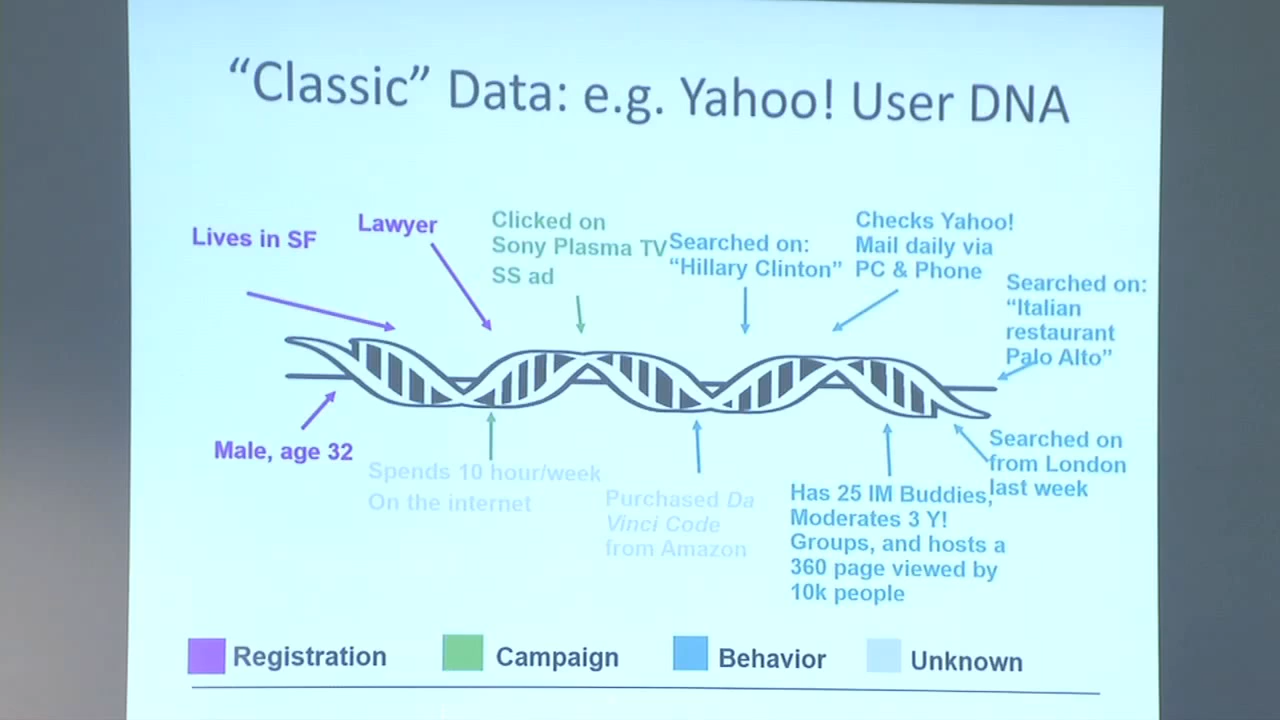 “Classic” Data: e.g. Yahoo! User DNA
Lives in SF
Lawyer
Clicked on
Sony Plasma TV
SS ad
Searched on:
“Hillary Clinton”
Checks Yahoo!
Mail daily via
PC & Phone
Searched on:
“Italian
restaurant
Palo Alto”
Male, age 32
Spends 10 hour/week
On the internet
Purchased Da
Vinci Code
from Amazon
Has 25 IM Buddies,
Moderates 3 Y!
Groups, and hosts a
360 page viewed by
10k people
Searched on
from London
last week
Registration
Campaign
Behavior
Unknown